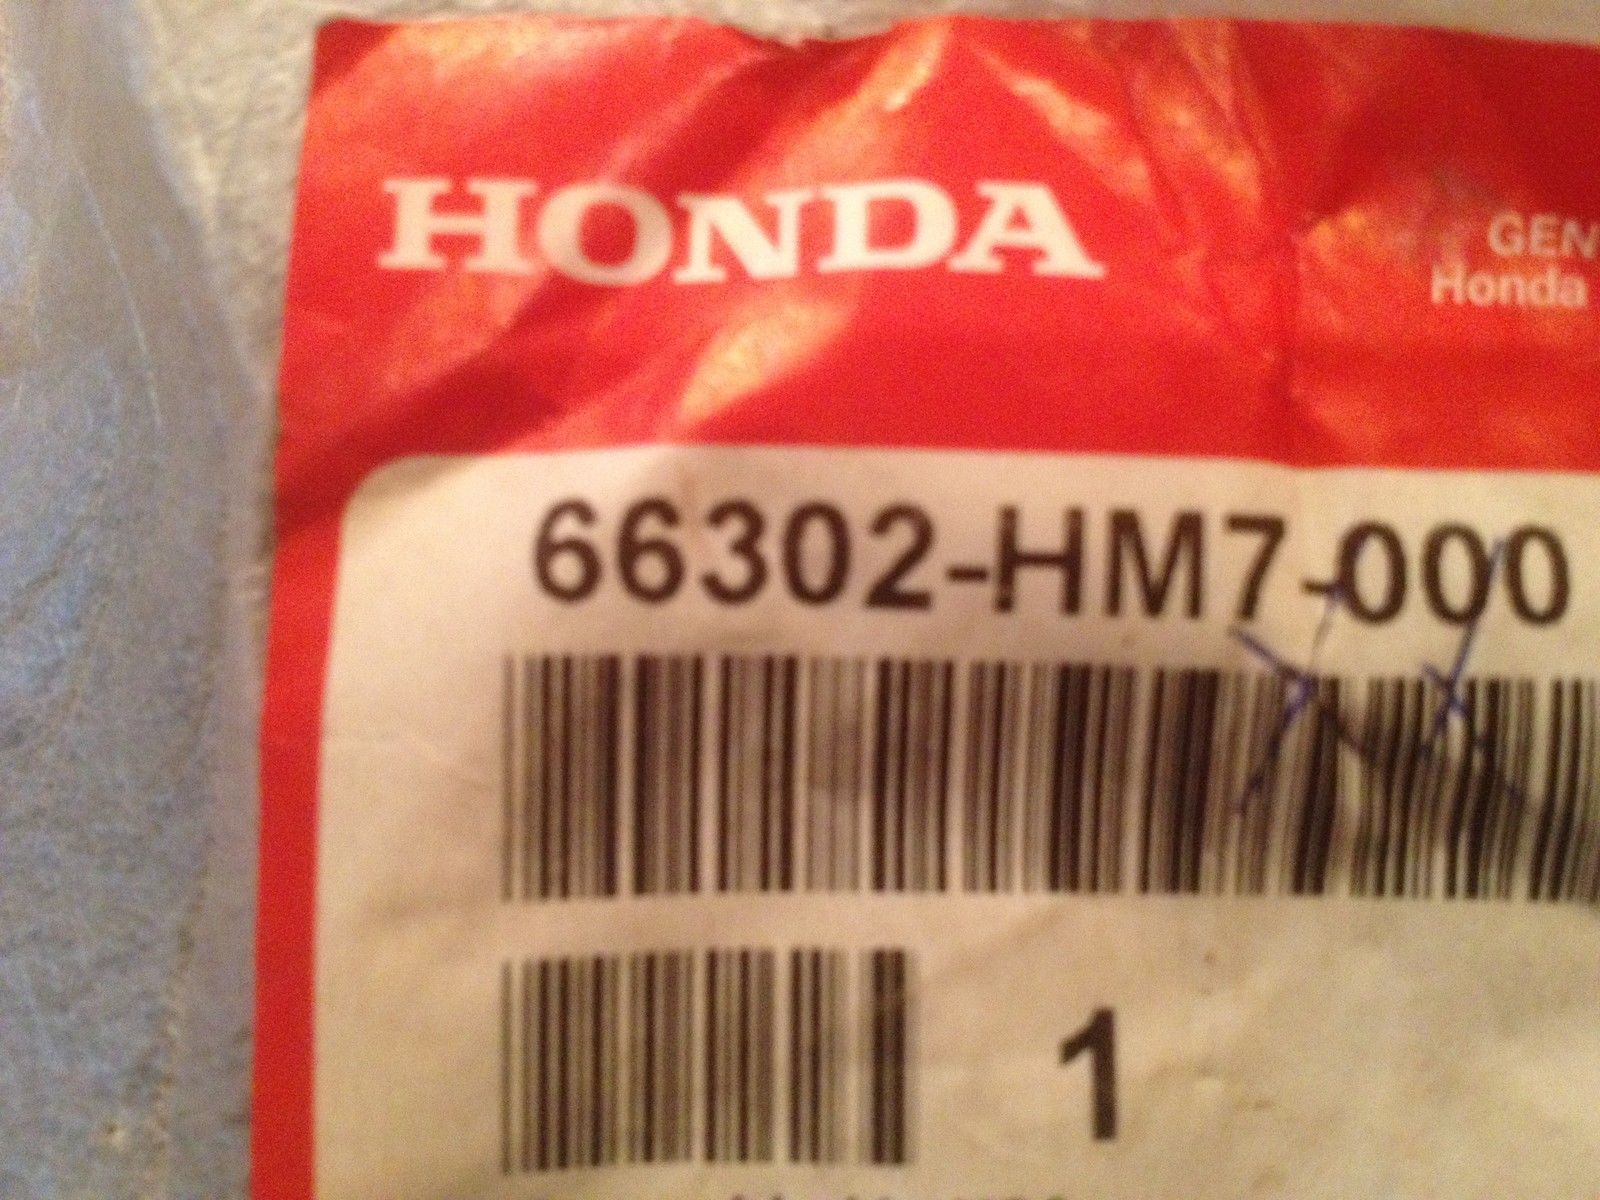 HONDA
GEN
Honda
66302-HM7-000
1